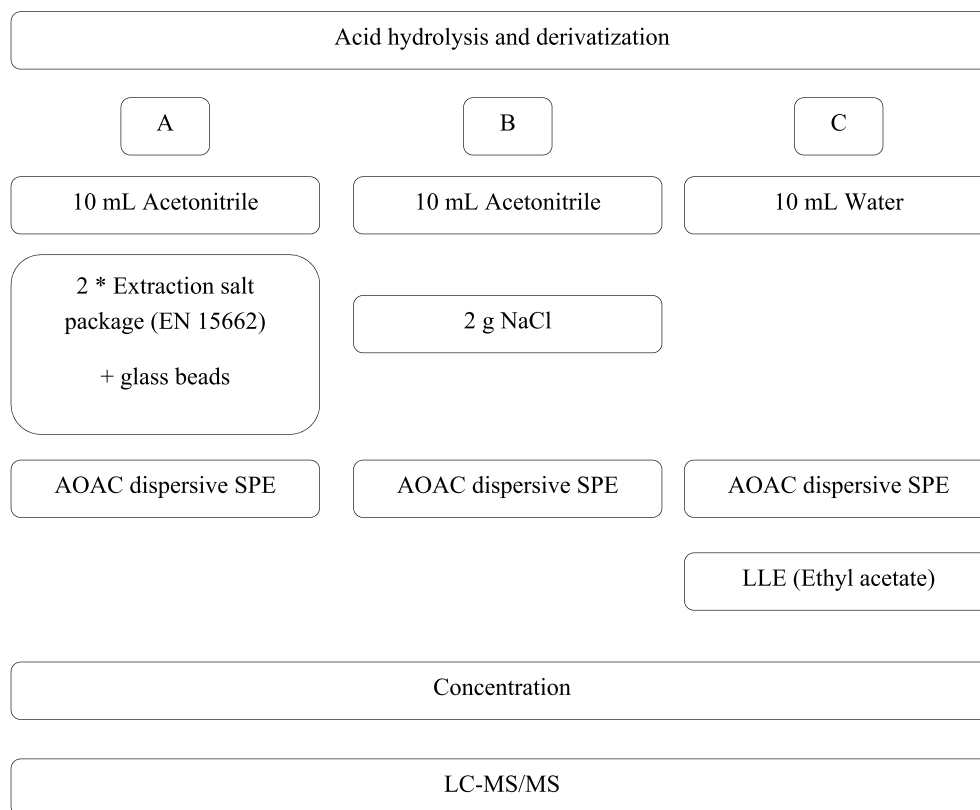 Acid hydrolysis and derivatization
A
B
C
10 mL Acetonitrile
10 mL Acetonitrile
10 mL Water
2 * Extraction salt
package (EN 15662)
+ glass beads
2 g NaCl
AOAC dispersive SPE
AOAC dispersive SPE
AOAC dispersive SPE
LLE (Ethyl acetate)
Concentration
LC-MS/MS